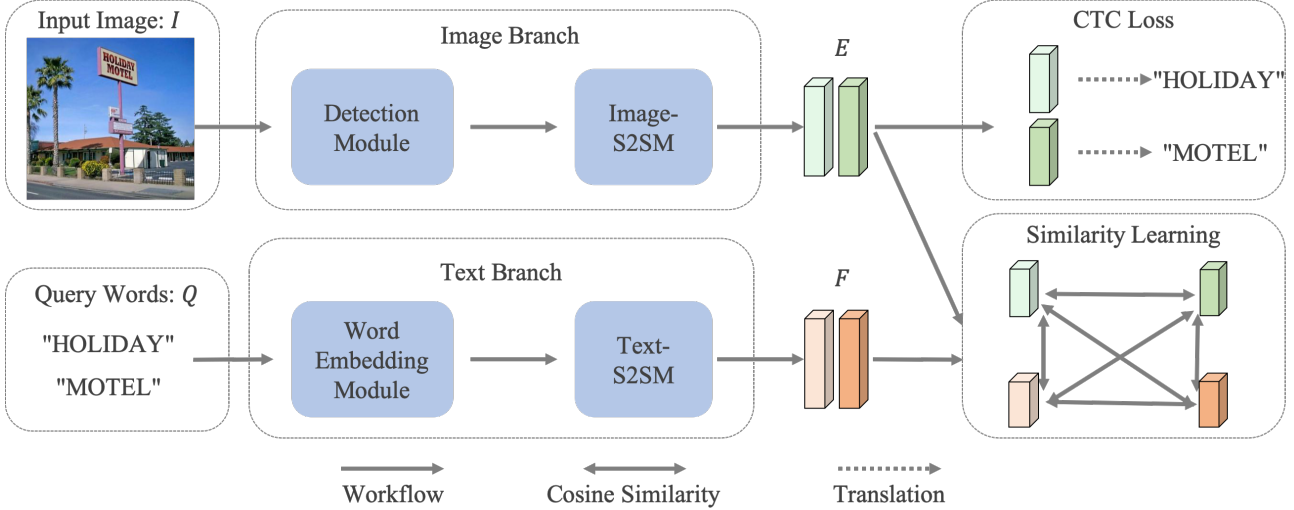 Input Image: I
HOLIDAY
MOTEL
Image Branch
Detection
Module
Image-
S2SM
E
CTC Loss
"HOLIDAY"
"MOTEL"
Query Words: Q
"HOLIDAY"
"MOTEL"
Text Branch
Word
Embedding
Module
Text-
S2SM
F
Similarity Learning
Workflow
Cosine Similarity
Translation